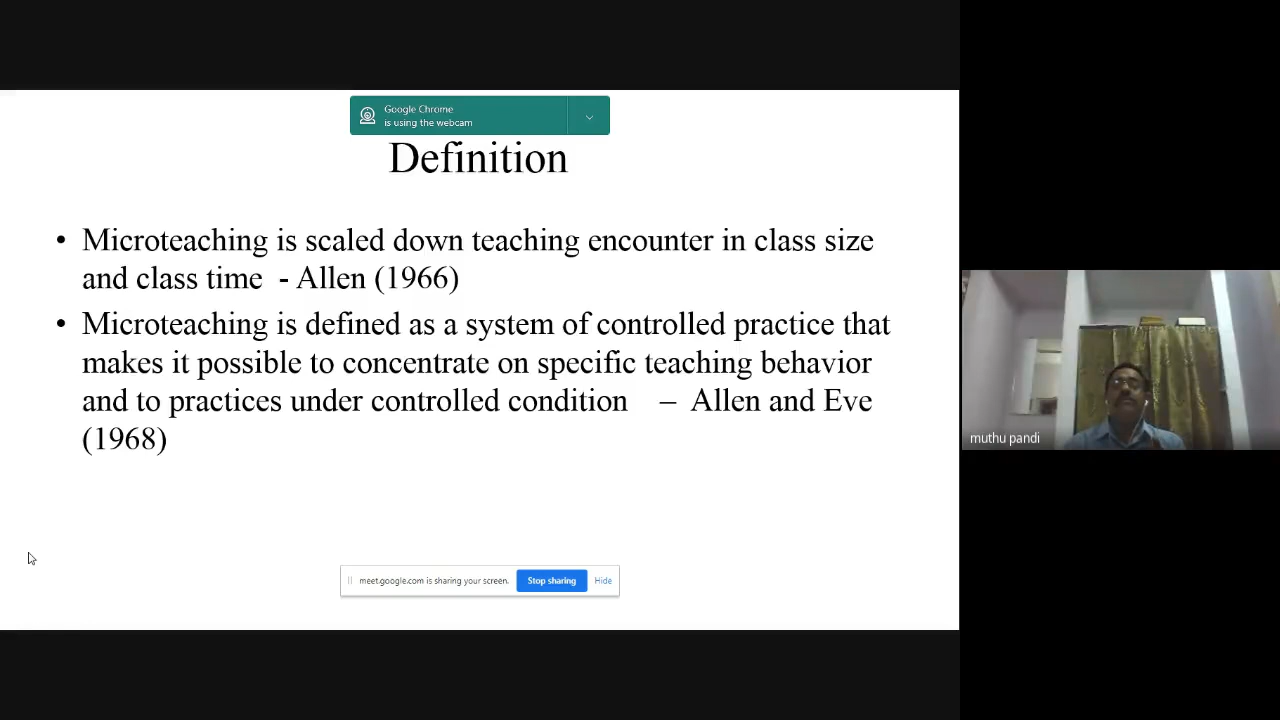 Google Chrome
is using the webcam
Definition
• Microteaching is scaled down teaching encounter in class size
and class time - Allen (1966)
• Microteaching is defined as a system of controlled practice that
makes it possible to concentrate on specific teaching behavior
and to practices under controlled condition – Allen and Eve
(1968)
muthu pandi
meet.google.com is sharing your screen. Stop sharing Hide